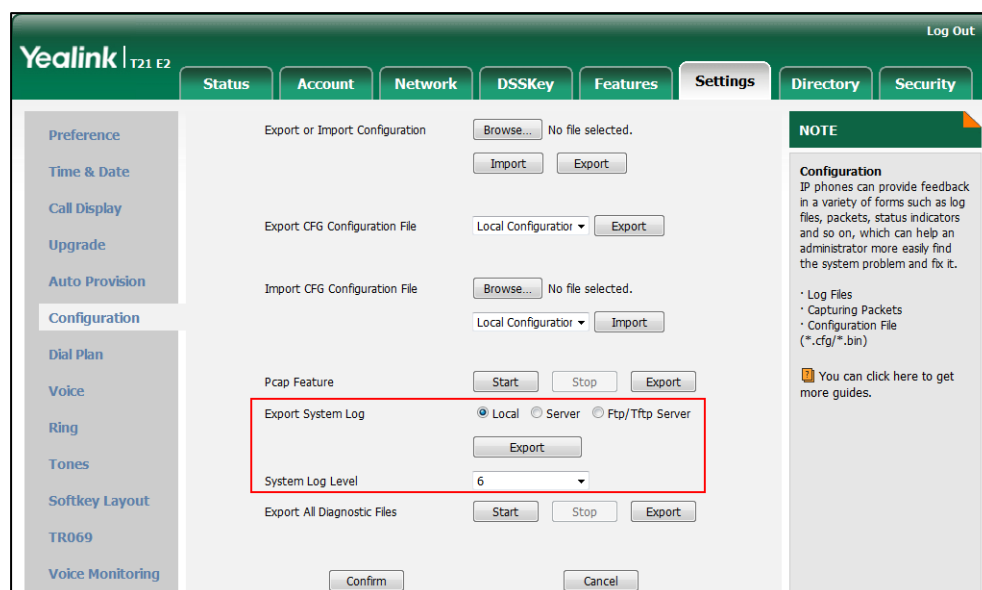 Log Out
Yealink | T21 E2
Status Account Network DSSKey Features Settings Directory Security
Preference
Time & Date
Call Display
Upgrade
Auto Provision
Configuration
Dial Plan
Voice
Ring
Tones
Softkey Layout
TR069
Voice Monitoring
Export or Import Configuration Browse... No file selected.
Import Export
Export CFG Configuration File Local Configuration Export
Import CFG Configuration File Browse... No file selected.
Local Configuration Import
Pcap Feature Start Stop Export
Export System Log Local Server Ftp/Tftp Server
Export
System Log Level 6
Export All Diagnostic Files Start Stop Export
Confirm Cancel
NOTE
Configuration
IP phones can provide feedback
in a variety of forms such as log
files, packets, status indicators
and so on, which can help an
administrator more easily find
the system problem and fix it.
· Log Files
· Capturing Packets
· Configuration File
(*.cfg/*.bin)
? You can click here to get
more guides.